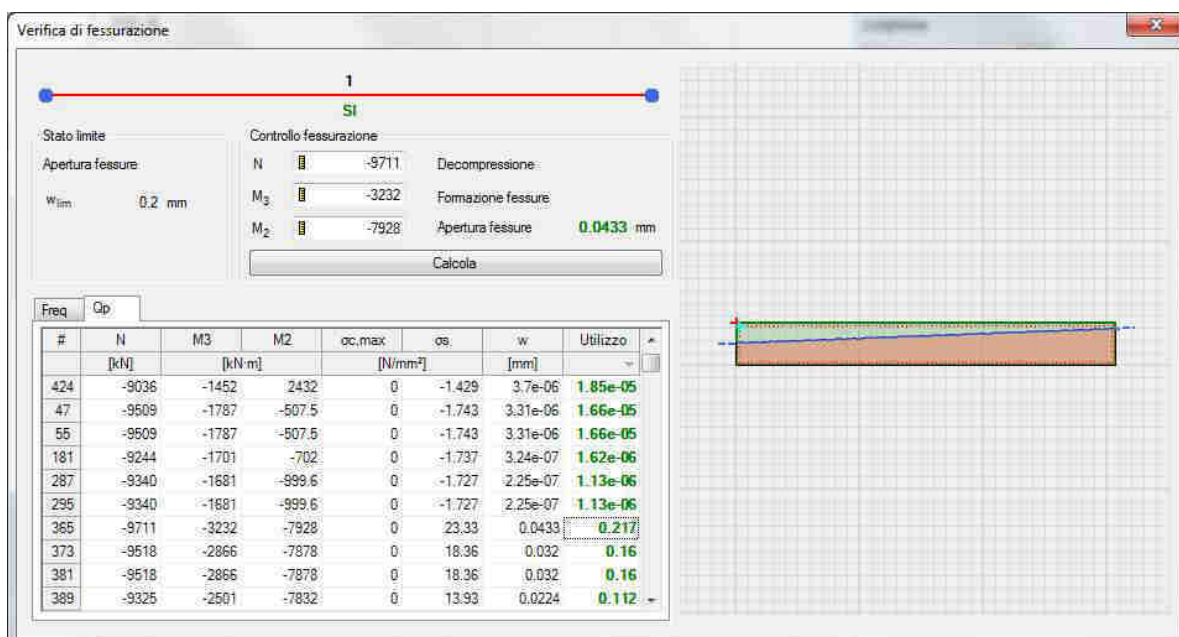 Verifica di fessurazione
1
SI
Stato limite
Controllo fessurazione
Apertura fessure
N -9711 Decompressione
wlim 0.2 mm
M3 -3232 Formazione fessure
M2 -7928 Apertura fessure 0.0433 mm
Calcola
Freq Qp
# N M3 M2 σc,max σs w Utilizzo
[kN] [kN·m] [N/mm²] [mm]
424 -9036 -1452 2432 0 -1.429 3.7e-06 1.85e-05
47 -9509 -1787 -507.5 0 -1.743 3.31e-06 1.66e-05
55 -9509 -1787 -507.5 0 -1.743 3.31e-06 1.66e-05
181 -9244 -1701 -702 0 -1.737 3.24e-07 1.62e-06
287 -9340 -1681 -999.6 0 -1.727 2.25e-07 1.13e-06
295 -9340 -1681 -999.6 0 -1.727 2.25e-07 1.13e-06
365 -9711 -3232 -7928 0 23.33 0.0433 0.217
373 -9518 -2866 -7878 0 18.36 0.032 0.16
381 -9518 -2866 -7878 0 18.36 0.032 0.16
389 -9325 -2501 -7832 0 13.93 0.0224 0.112